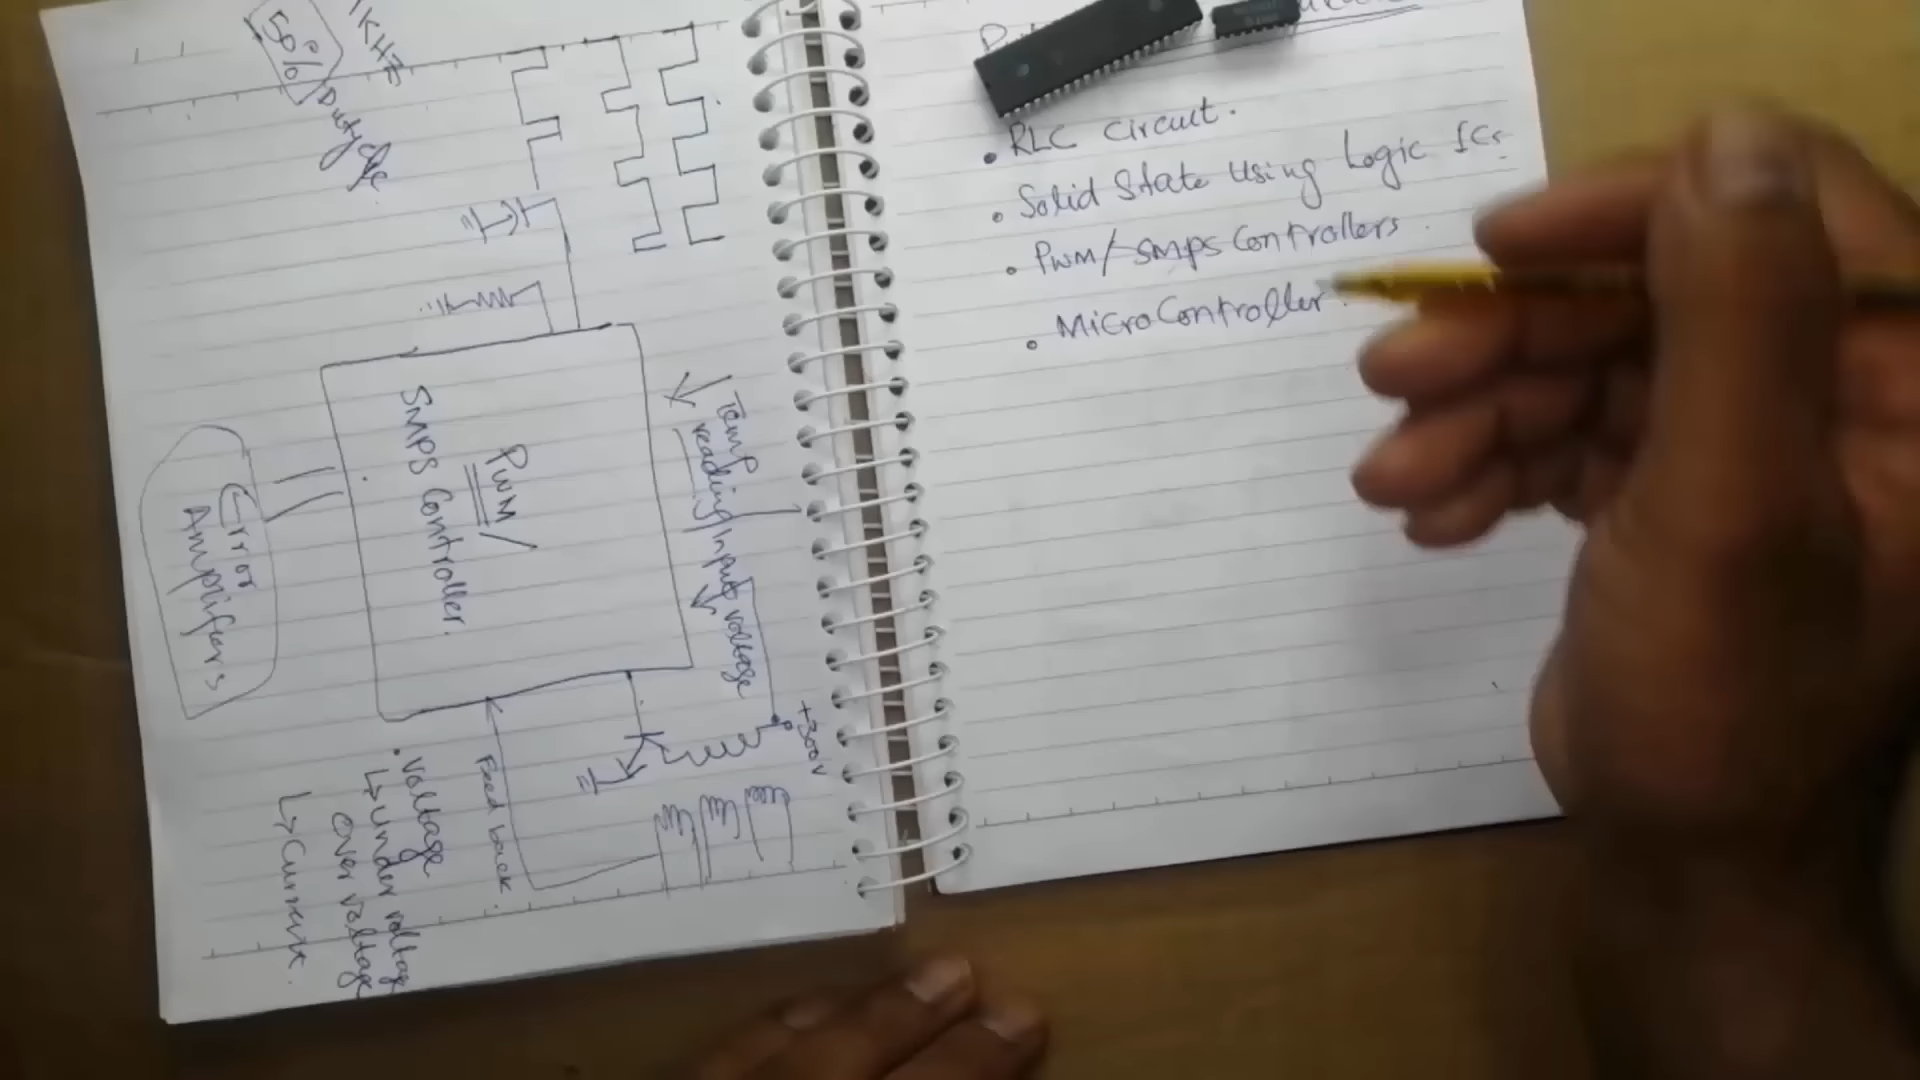 1KHz
50%
Duty Cycle.
PWM/
SMPS Controller.
Error
Amplifiers
Temp
reading
Input voltage
+300v
Feed back.
• Voltage
↳ under voltage
Over voltage
↳ Current.
• RLC Circuit.
• Solid State Using Logic ICs
• PWM/SMPS Controllers.
• MicroController.